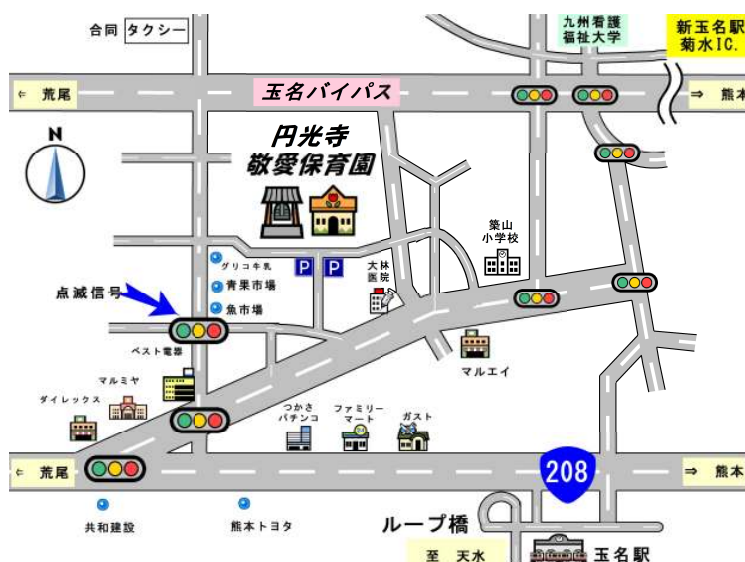 合同 タクシー
九州看護
福祉大学
新玉名駅
菊水IC.
⇐ 荒尾
玉名バイパス
⇒ 熊本
N
円光寺
敬愛保育園
築山
小学校
グリコ牛乳
P P
大林
医院
青果市場
点滅信号
魚市場
ベスト電器
マルエイ
マルミヤ
ダイレックス
つかさ
パチンコ
ファミリー
マート
ガスト
⇐ 荒尾
208
⇒ 熊本
共和建設
熊本トヨタ
ループ橋
至 天水
玉名駅